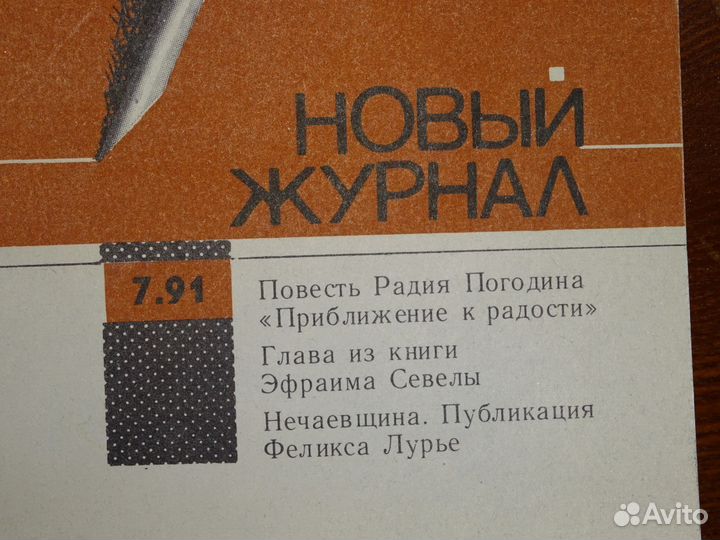 НОВЫЙ
ЖУРНАЛ
7.91
Повесть Радия Погодина
«Приближение к радости»
Глава из книги
Эфраима Севелы
Нечаевщина. Публикация
Феликса Лурье
Avito